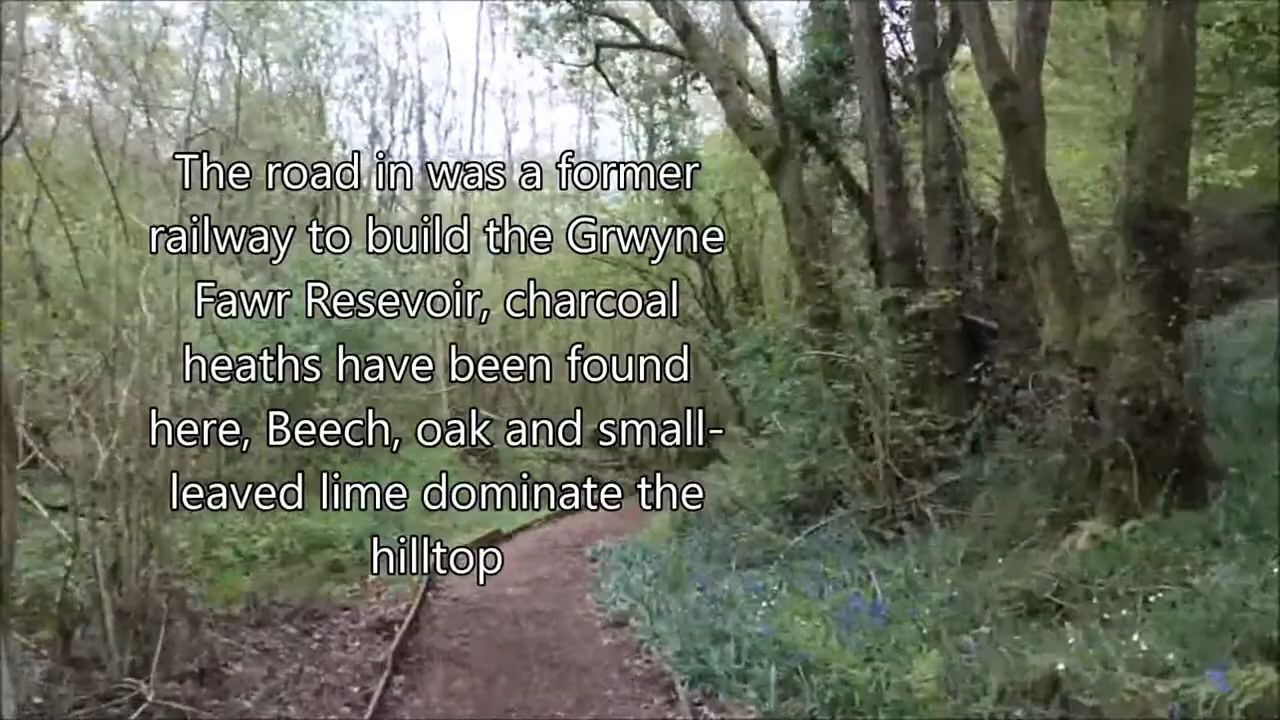 The road in was a former
railway to build the Grwyne
Fawr Resevoir, charcoal
heaths have been found
here, Beech, oak and small-
leaved lime dominate the
hilltop